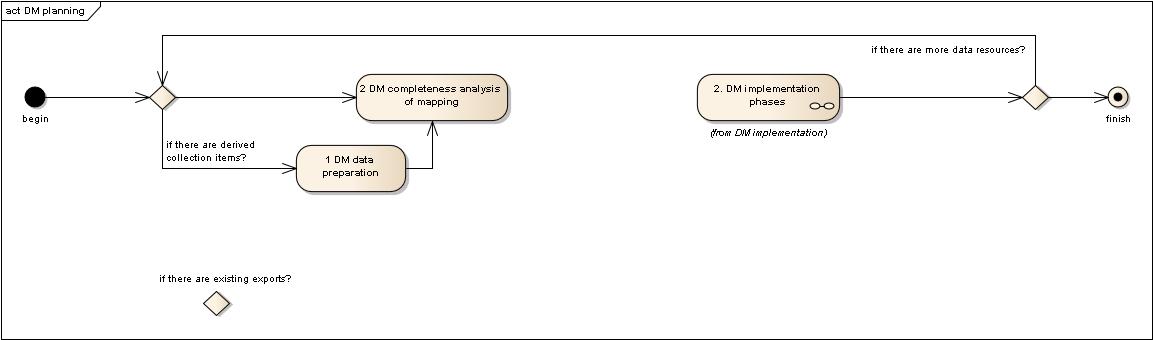 act DM planning
if there are more data resources?
2 DM completeness analysis
of mapping
2. DM implementation
phases
begin
finish
(from DM implementation)
if there are derived
collection items?
1 DM data
preparation
if there are existing exports?